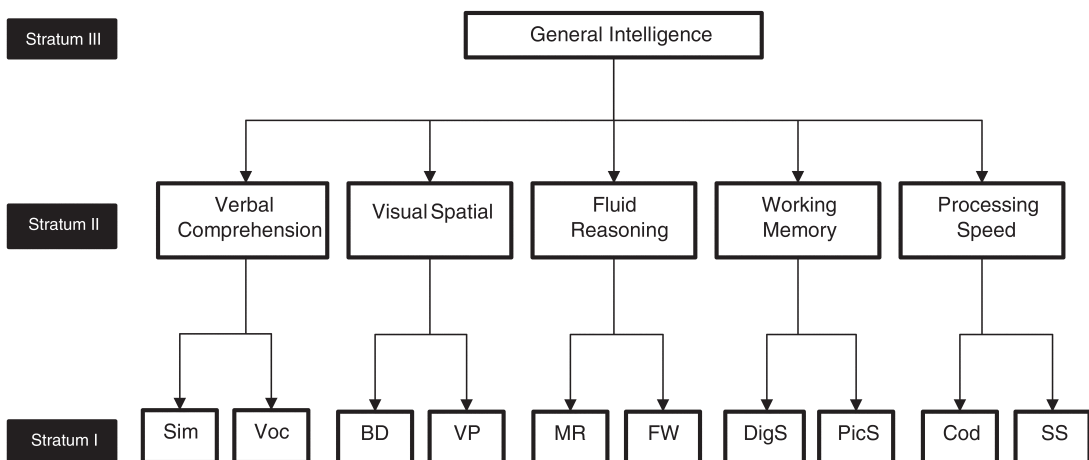 Stratum III
General Intelligence
Stratum II
Verbal
Comprehension
Visual Spatial
Fluid
Reasoning
Working
Memory
Processing
Speed
Stratum I
Sim
Voc
BD
VP
MR
FW
DigS
PicS
Cod
SS